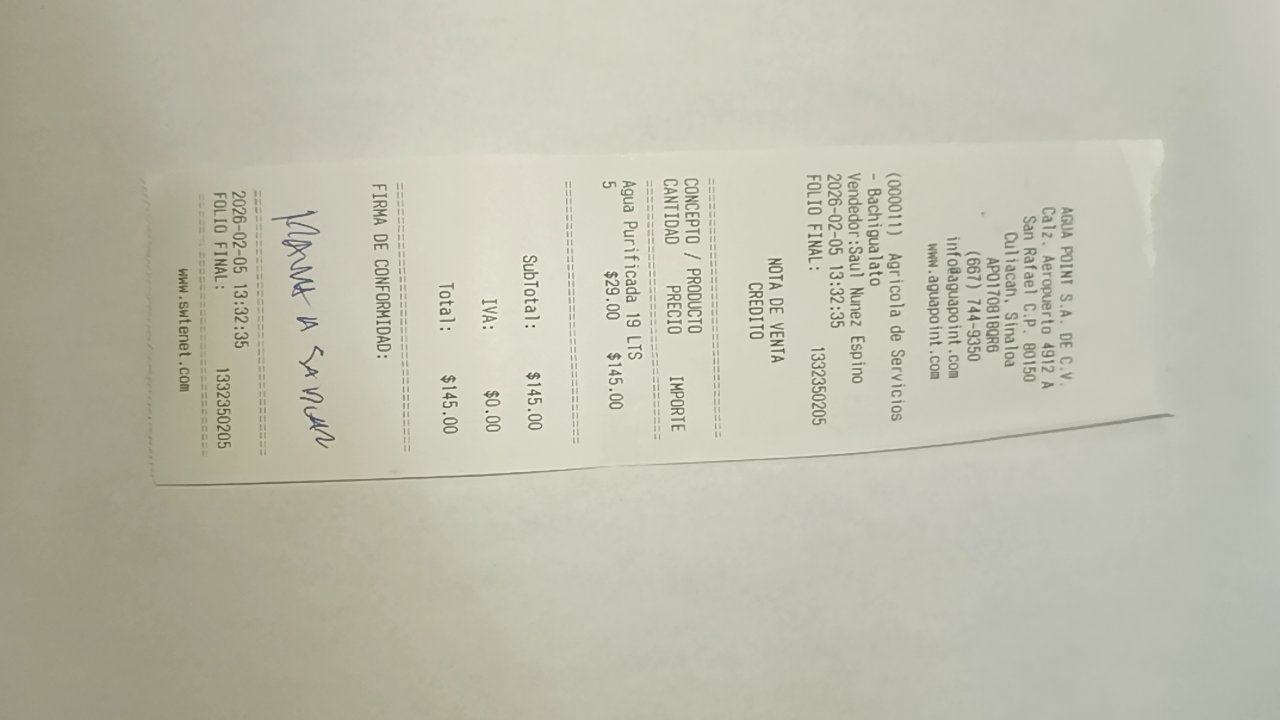 AGUA POINT S.A. DE C.V.
Calz. Aeropuerto 4912 A
San Rafael C.P. 80150
Culiacan, Sinaloa
APO170818QR6
(667) 744-9350
info@aguapoint.com
www.aguapoint.com
(000011) Agricola de Servicios
- Bachigualato
Vendedor:Saul Nunez Espino
2026-02-05 13:32:35
FOLIO FINAL: 1332350205
NOTA DE VENTA
CREDITO
================================
CONCEPTO / PRODUCTO
CANTIDAD PRECIO IMPORTE
================================
Agua Purificada 19 LTS
5 $29.00 $145.00
================================
SubTotal: $145.00
IVA: $0.00
Total: $145.00
================================
FIRMA DE CONFORMIDAD:
================================
2026-02-05 13:32:35
FOLIO FINAL: 1332350205
================================
www.swtenet.com